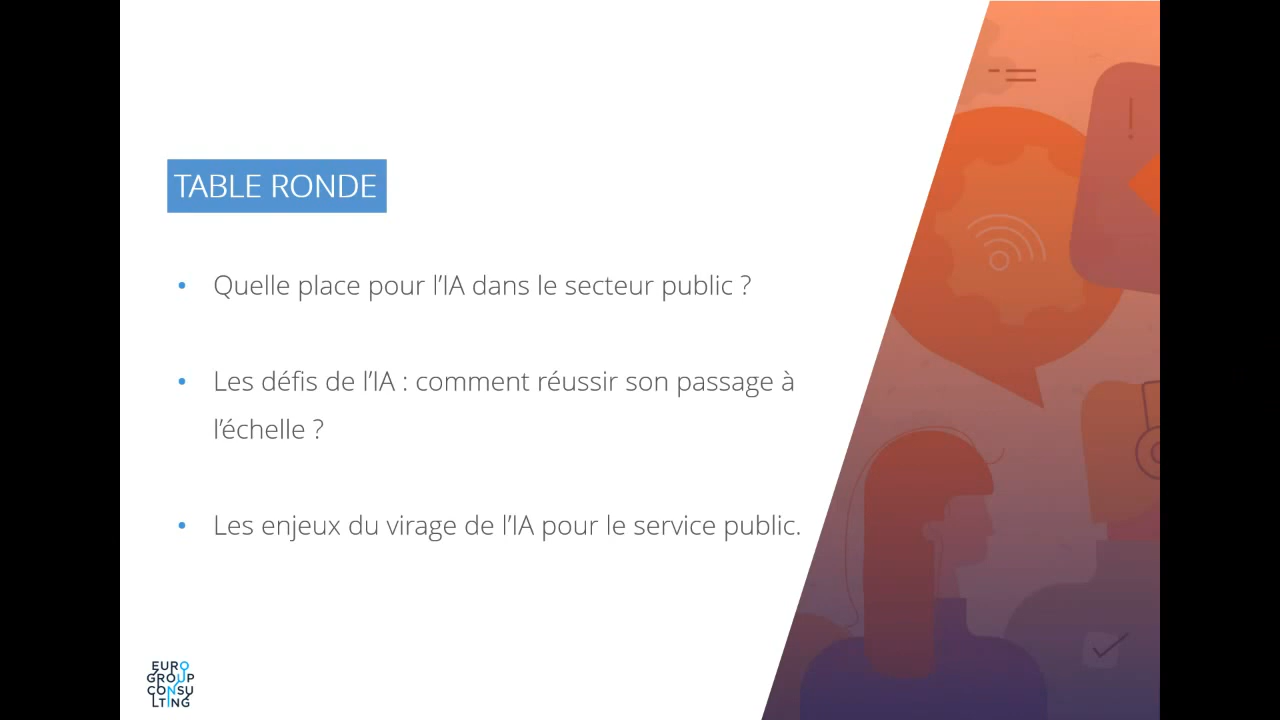 TABLE RONDE
• Quelle place pour l’IA dans le secteur public ?
• Les défis de l’IA : comment réussir son passage à
l’échelle ?
• Les enjeux du virage de l’IA pour le service public.
EURO
GROUP
CONSU
LTING